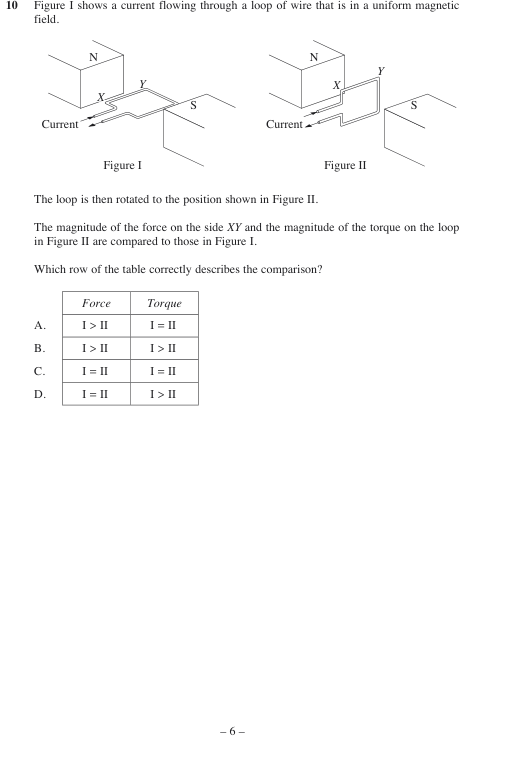 10 Figure I shows a current flowing through a loop of wire that is in a uniform magnetic
field.
N
X
Y
S
Current
Figure I
N
X
Y
S
Current
Figure II
The loop is then rotated to the position shown in Figure II.
The magnitude of the force on the side XY and the magnitude of the torque on the loop
in Figure II are compared to those in Figure I.
Which row of the table correctly describes the comparison?
Force Torque
A. I > II I = II
B. I > II I > II
C. I = II I = II
D. I = II I > II
– 6 –